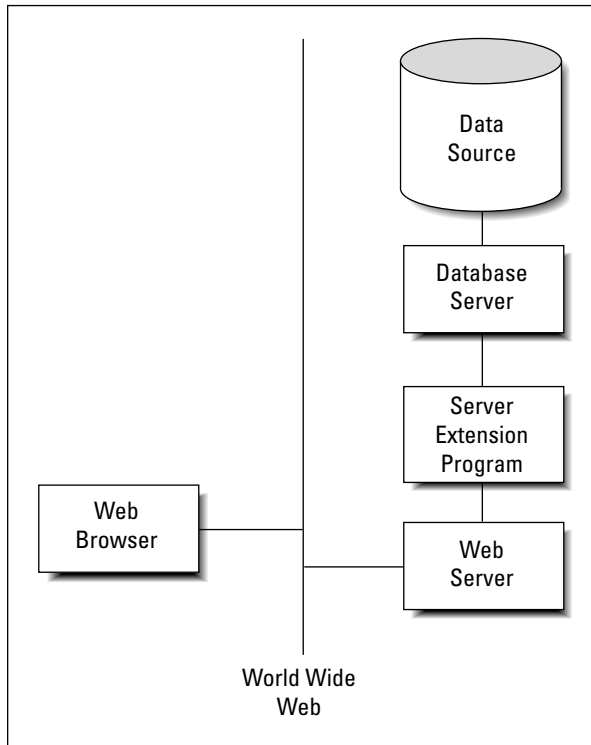 Data
Source
Database
Server
Server
Extension
Program
Web
Browser
Web
Server
World Wide
Web